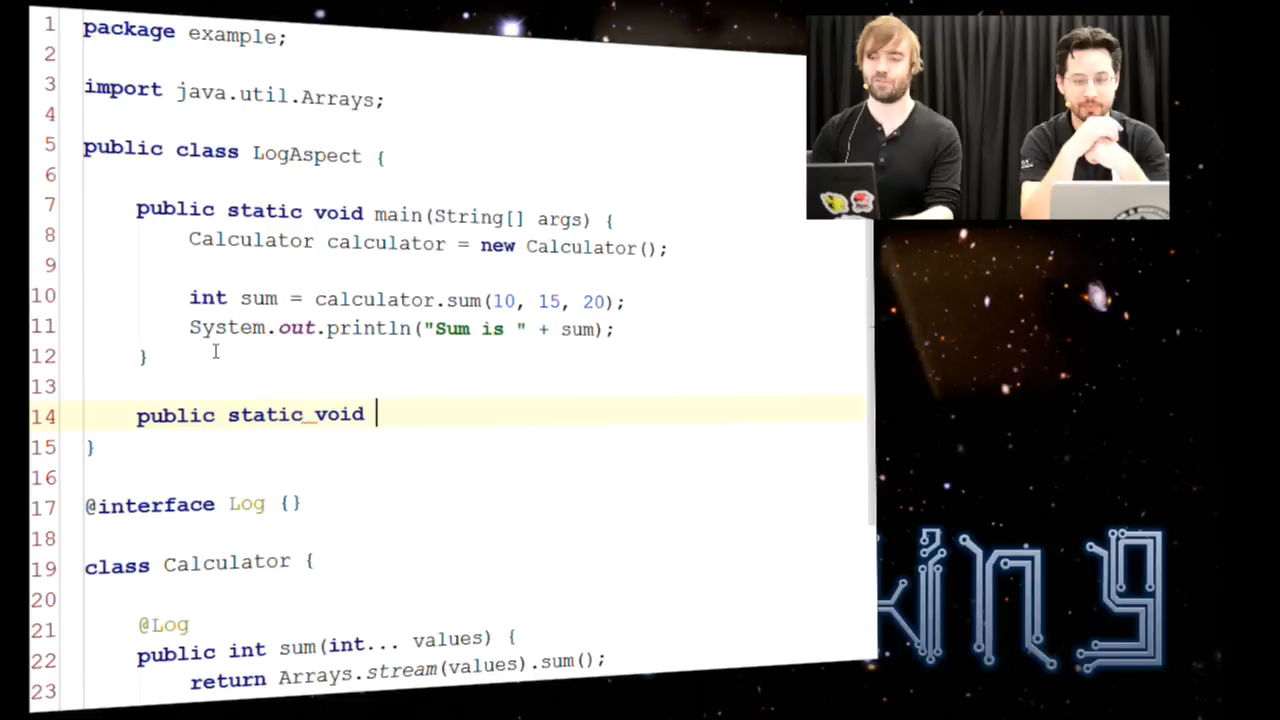 1 package example;
2
3 import java.util.Arrays;
4
5 public class LogAspect {
6
7 public static void main(String[] args) {
8 Calculator calculator = new Calculator();
9
10 int sum = calculator.sum(10, 15, 20);
11 System.out.println("Sum is " + sum);
12 }
13
14 public static void
15 }
16
17 @interface Log {}
18
19 class Calculator {
20
21 @Log
22 public int sum(int... values) {
23 return Arrays.stream(values).sum();